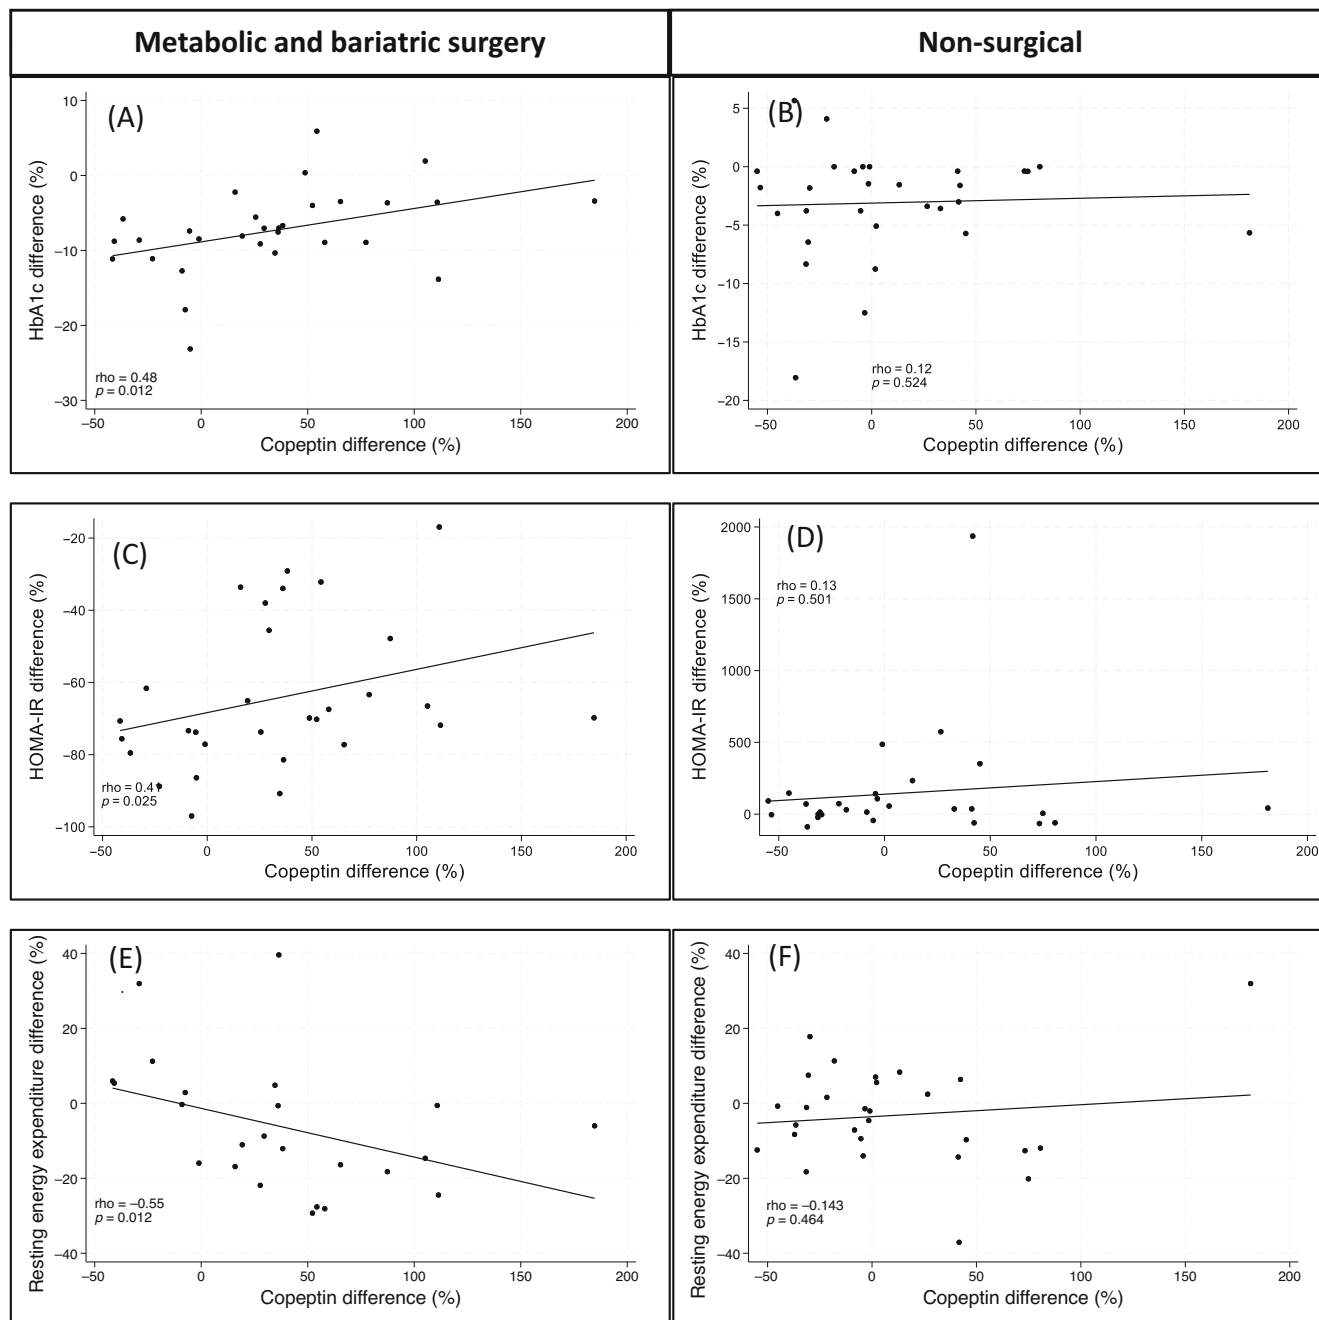 Metabolic and bariatric surgery
Non-surgical
(A)
HbA1c difference (%)
10
0
−10
−20
−30
rho = 0.48
p = 0.012
−50 0 50 100 150 200
Copeptin difference (%)
(B)
HbA1c difference (%)
5
0
−5
−10
−15
−20
rho = 0.12
p = 0.524
−50 0 50 100 150 200
Copeptin difference (%)
(C)
HOMA-IR difference (%)
−20
−40
−60
−80
−100
rho = 0.41
p = 0.025
−50 0 50 100 150 200
Copeptin difference (%)
(D)
HOMA-IR difference (%)
2000
1500
1000
500
0
rho = 0.13
p = 0.501
−50 0 50 100 150 200
Copeptin difference (%)
(E)
Resting energy expenditure difference (%)
40
20
0
−20
−40
rho = −0.55
p = 0.012
−50 0 50 100 150 200
Copeptin difference (%)
(F)
Resting energy expenditure difference (%)
40
20
0
−20
−40
rho = −0.143
p = 0.464
−50 0 50 100 150 200
Copeptin difference (%)